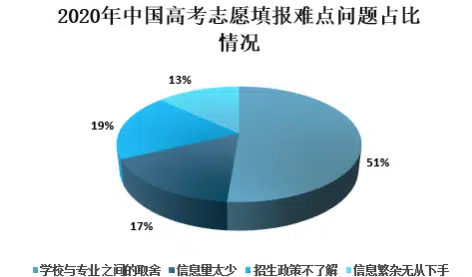 2020年中国高考志愿填报难点问题占比
情况
13%
19%
51%
17%
学校与专业之间的取舍 信息里太少 招生政策不了解 信息繁杂无从下手